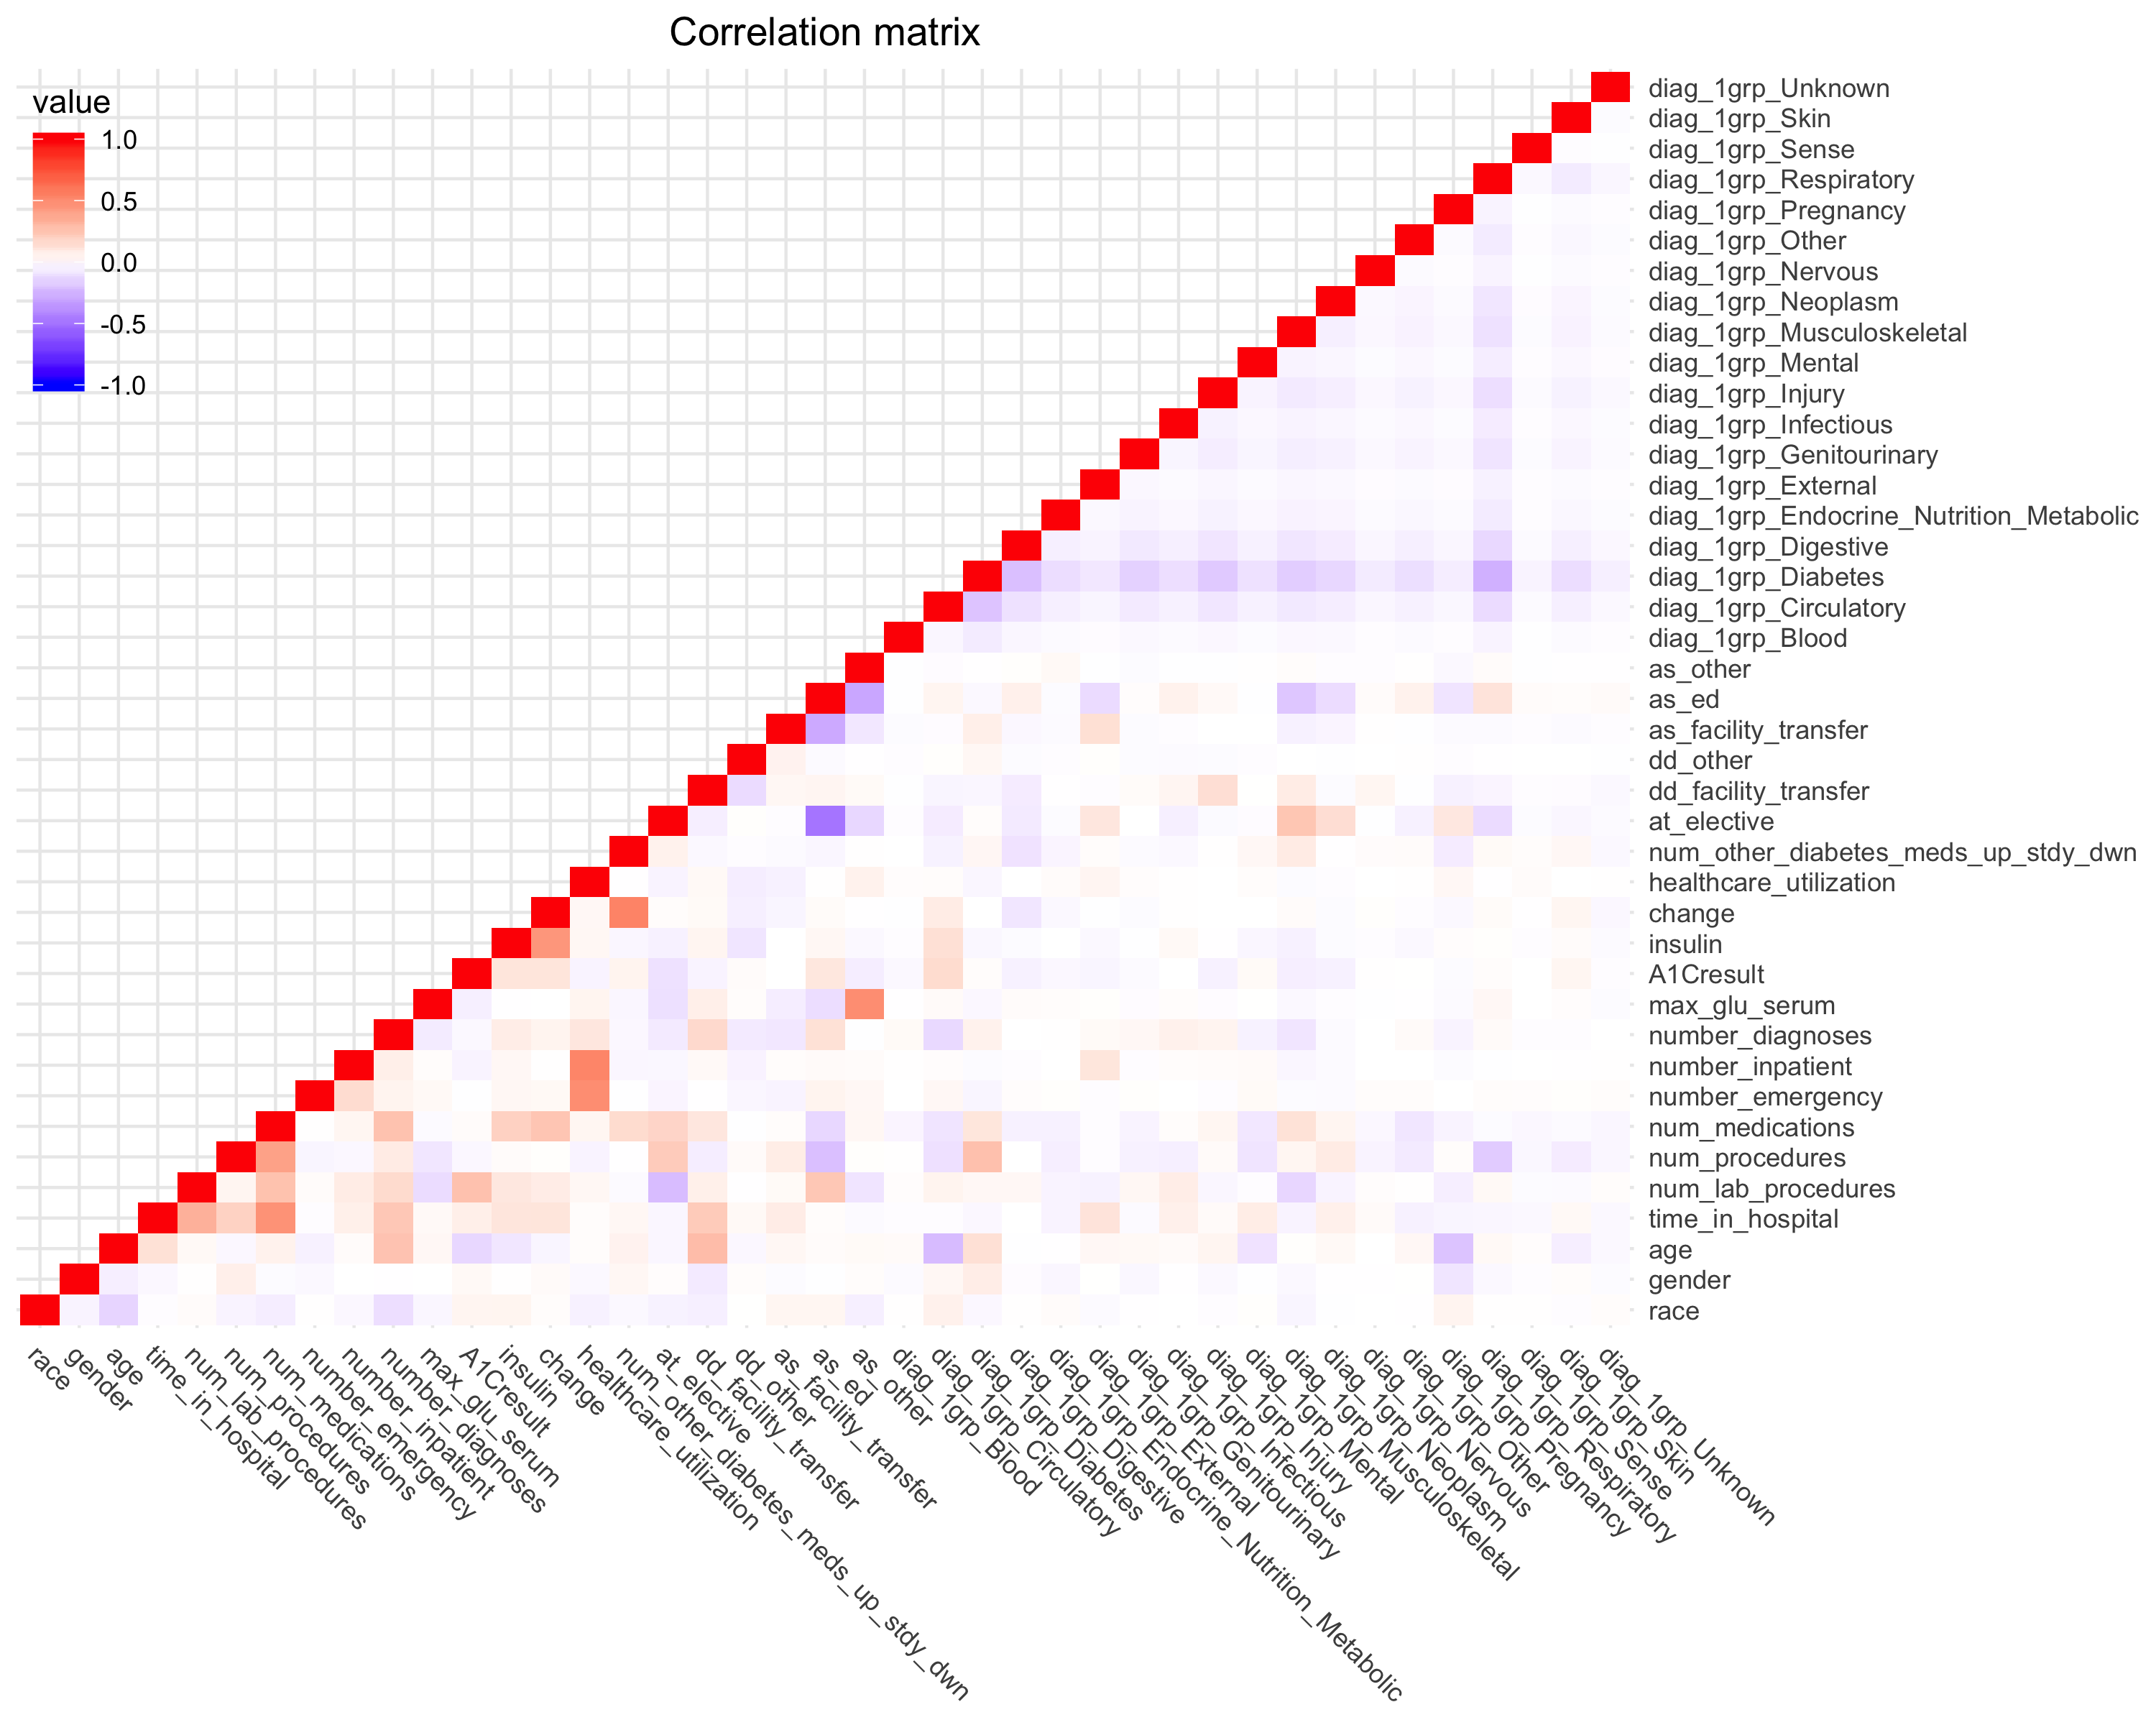 Correlation matrix
value
1.0
0.5
0.0
-0.5
-1.0
diag_1grp_Unknown
diag_1grp_Skin
diag_1grp_Sense
diag_1grp_Respiratory
diag_1grp_Pregnancy
diag_1grp_Other
diag_1grp_Nervous
diag_1grp_Neoplasm
diag_1grp_Musculoskeletal
diag_1grp_Mental
diag_1grp_Injury
diag_1grp_Infectious
diag_1grp_Genitourinary
diag_1grp_External
diag_1grp_Endocrine_Nutrition_Metabolic
diag_1grp_Digestive
diag_1grp_Diabetes
diag_1grp_Circulatory
diag_1grp_Blood
as_other
as_ed
as_facility_transfer
dd_other
dd_facility_transfer
at_elective
num_other_diabetes_meds_up_stdy_dwn
healthcare_utilization
change
insulin
A1Cresult
max_glu_serum
number_diagnoses
number_inpatient
number_emergency
num_medications
num_procedures
num_lab_procedures
time_in_hospital
age
gender
race
race
gender
age
time_in_hospital
num_lab_procedures
num_procedures
num_medications
number_emergency
number_inpatient
number_diagnoses
max_glu_serum
A1Cresult
insulin
change
healthcare_utilization
num_other_diabetes_meds_up_stdy_dwn
at_elective
dd_facility_transfer
dd_other
as_facility_transfer
as_ed
as_other
diag_1grp_Blood
diag_1grp_Circulatory
diag_1grp_Diabetes
diag_1grp_Digestive
diag_1grp_Endocrine_Nutrition_Metabolic
diag_1grp_External
diag_1grp_Genitourinary
diag_1grp_Infectious
diag_1grp_Injury
diag_1grp_Mental
diag_1grp_Musculoskeletal
diag_1grp_Neoplasm
diag_1grp_Nervous
diag_1grp_Other
diag_1grp_Pregnancy
diag_1grp_Respiratory
diag_1grp_Sense
diag_1grp_Skin
diag_1grp_Unknown